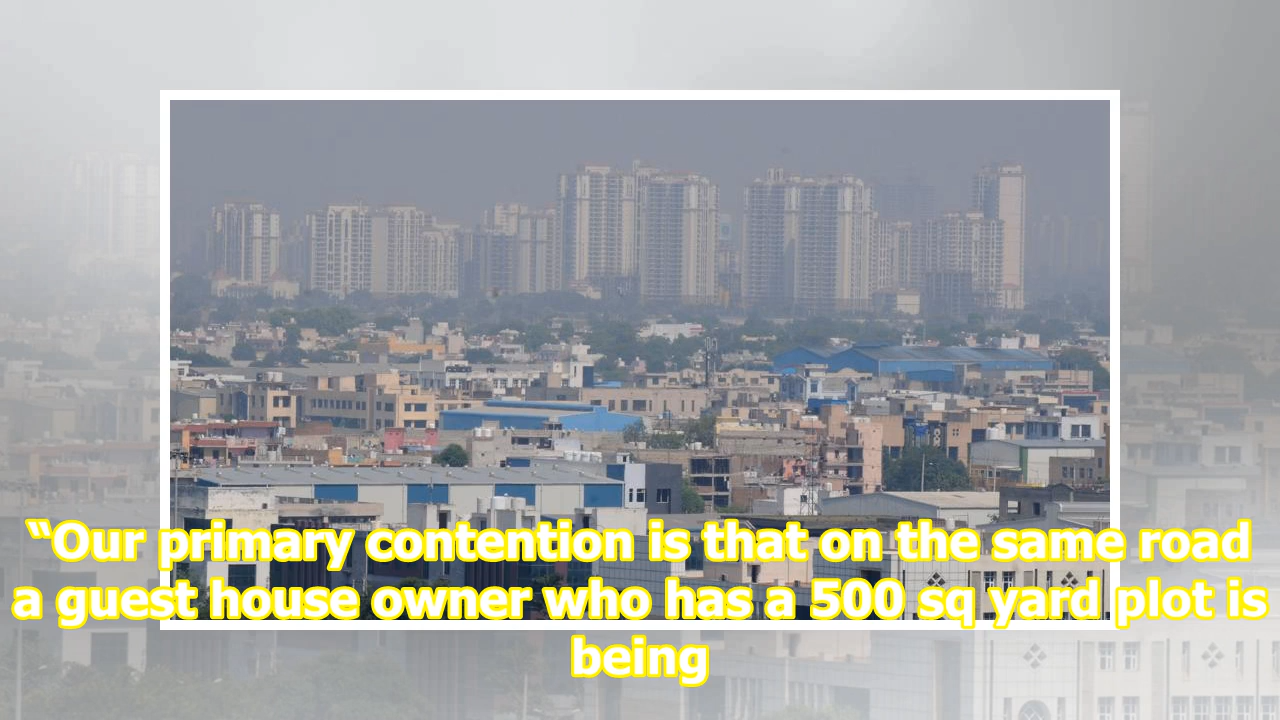 “Our primary contention is that on the same road
a guest house owner who has a 500 sq yard plot is
being